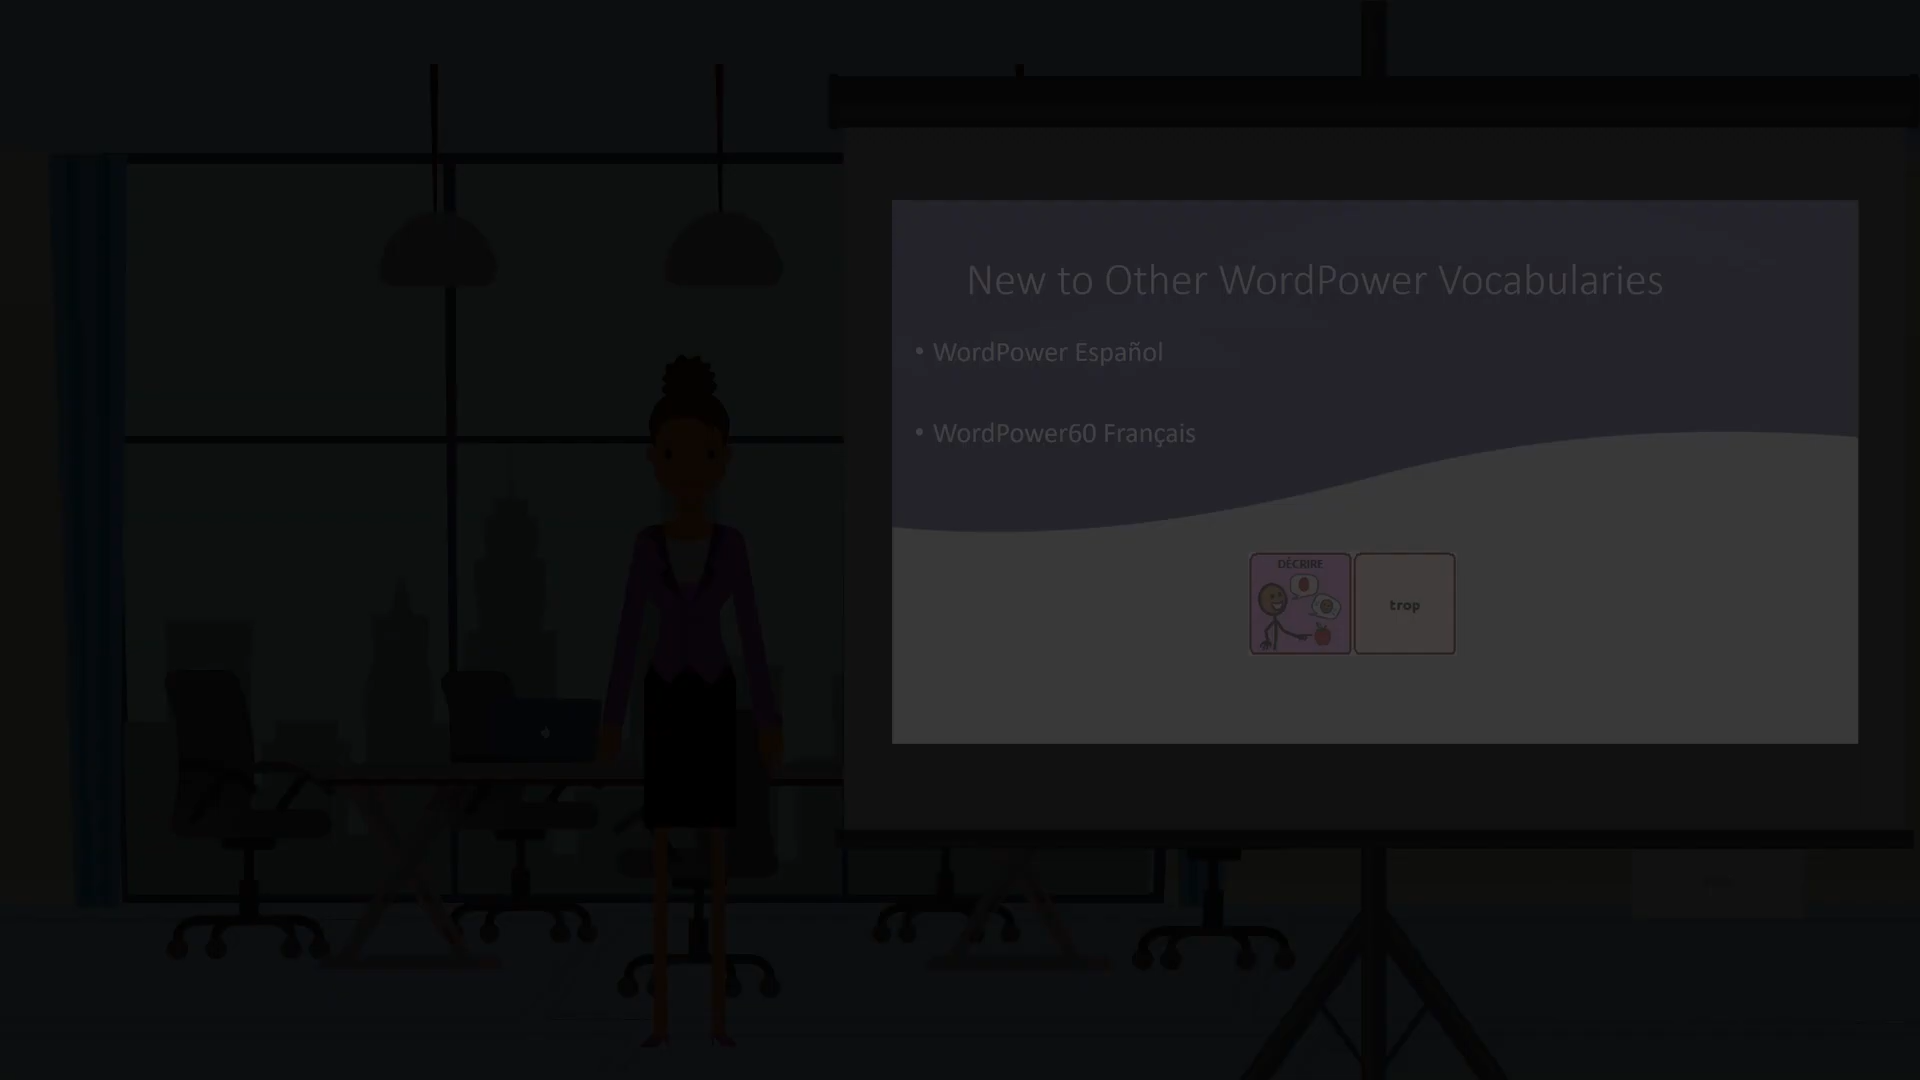 New to Other WordPower Vocabularies
• WordPower Español
• WordPower60 Français
DÉCRIRE
trop